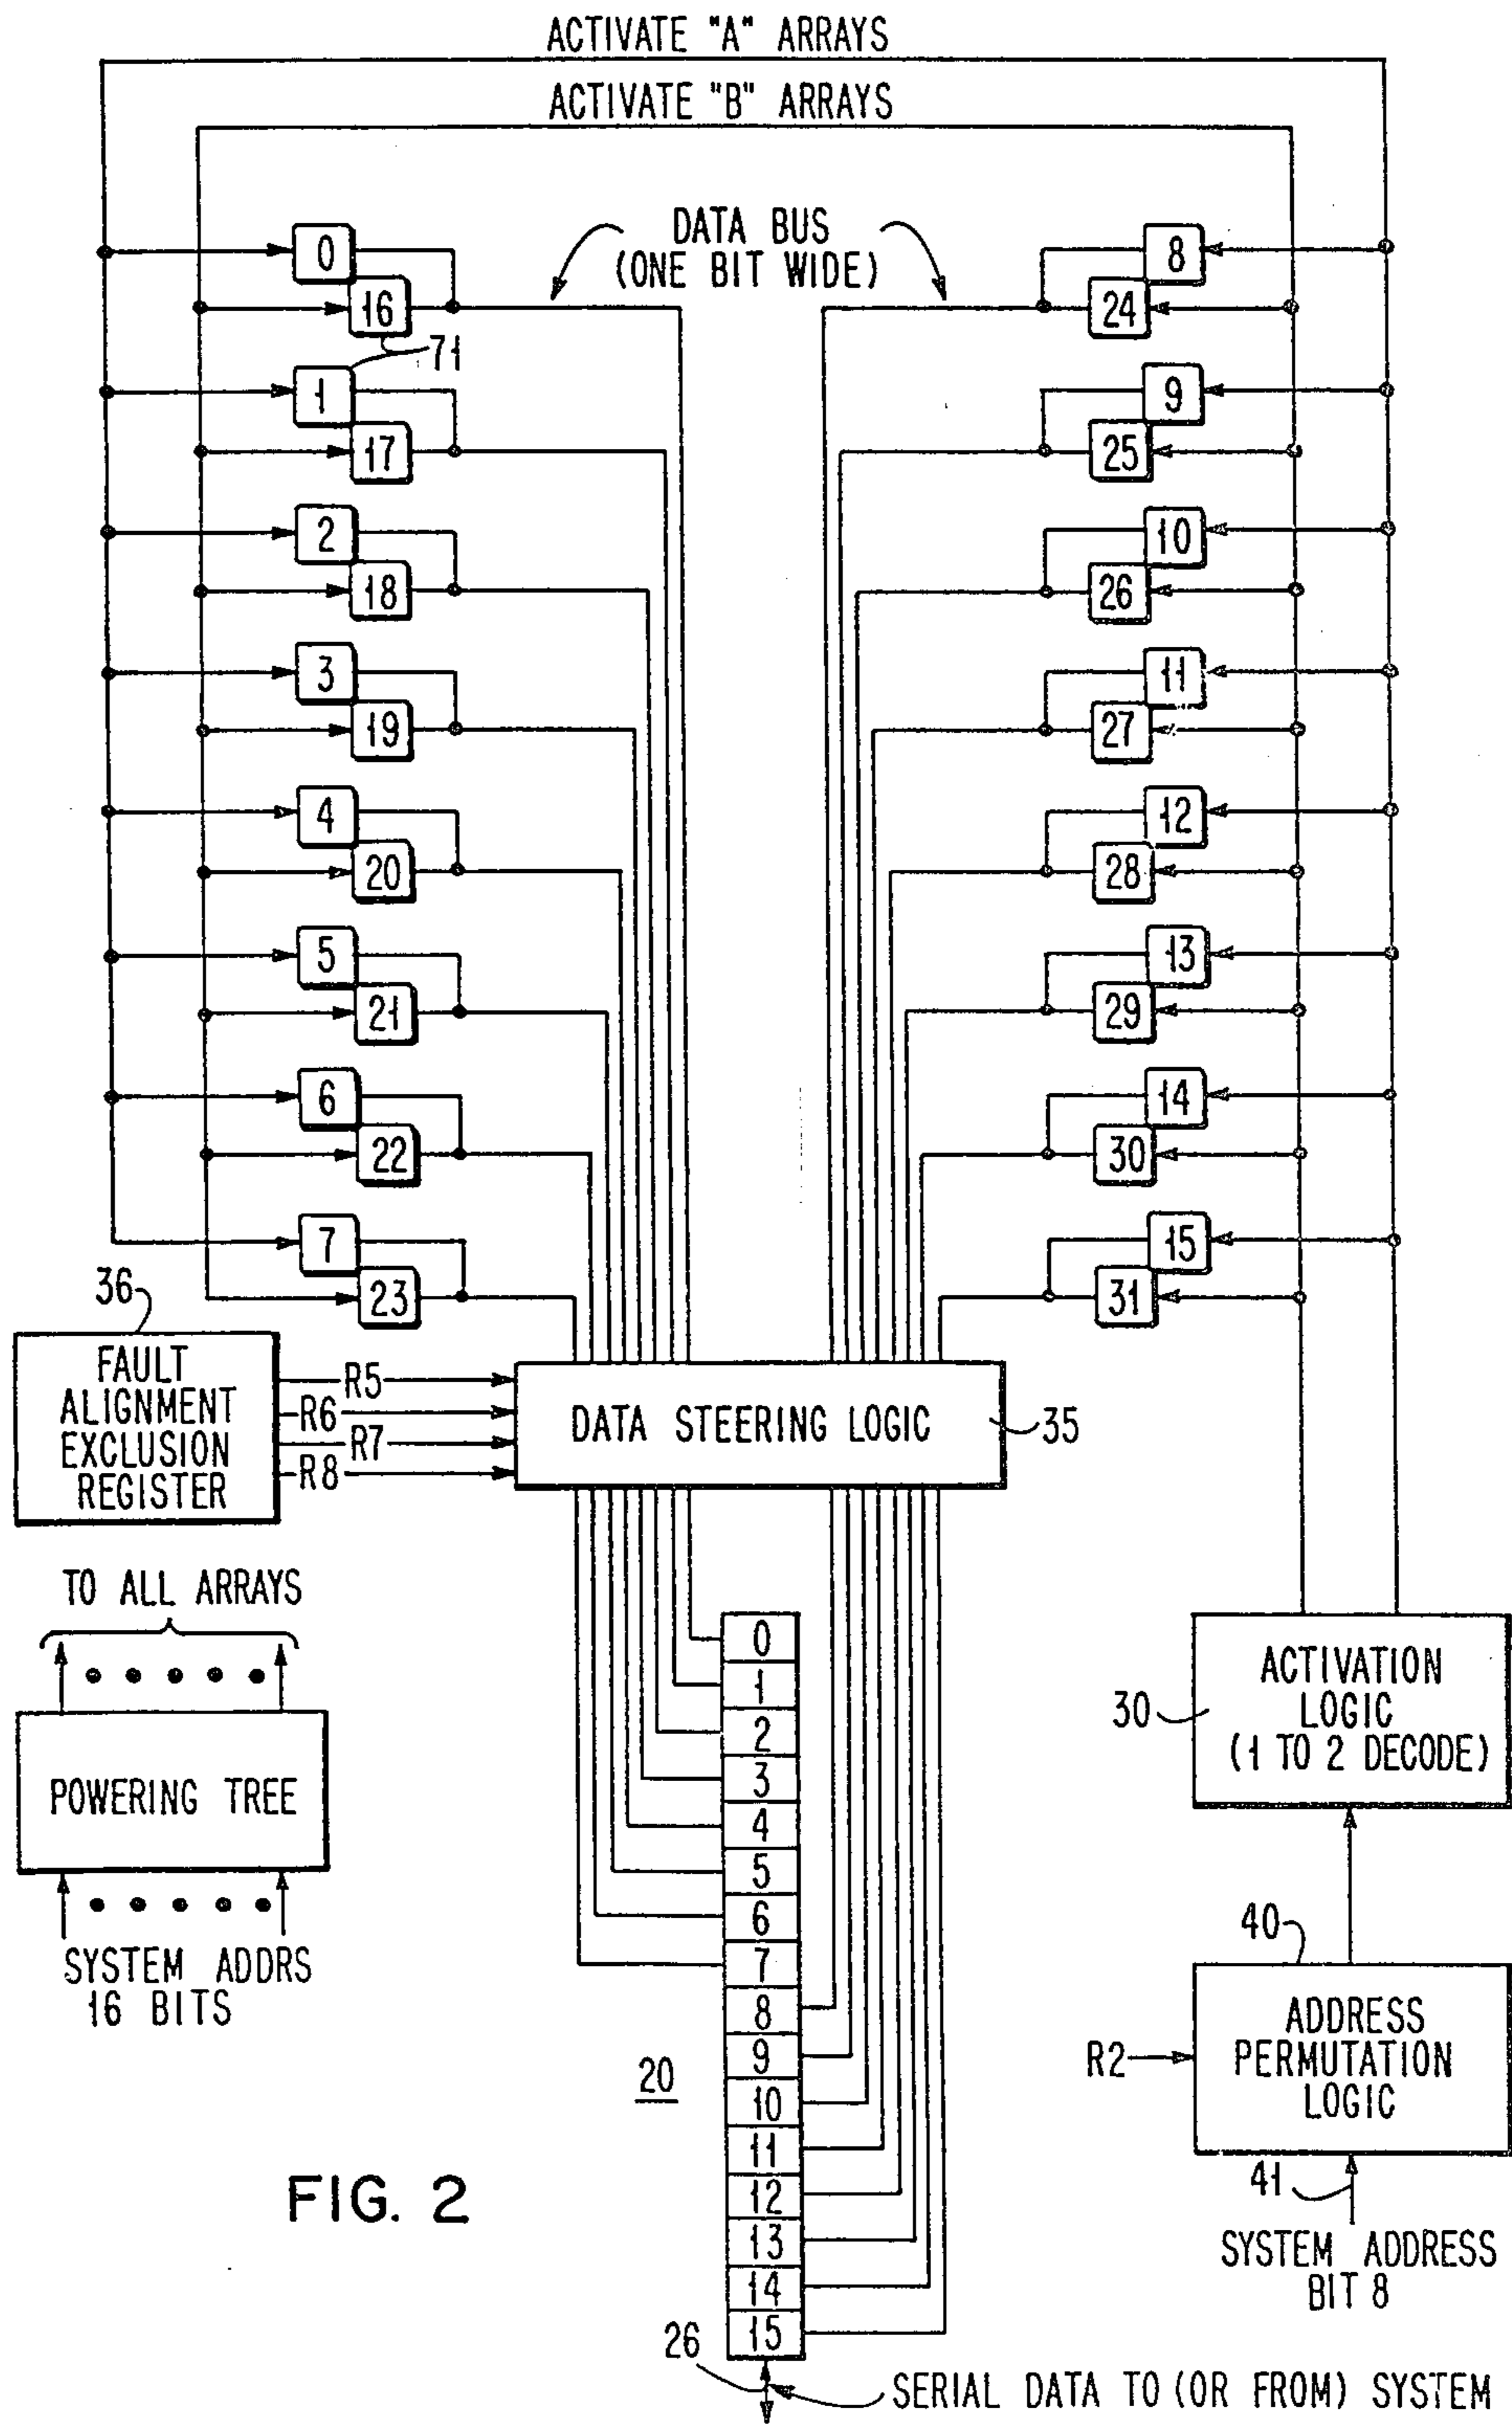 ACTIVATE "A" ARRAYS
ACTIVATE "B" ARRAYS
DATA BUS
(ONE BIT WIDE)
0
16
71
1
17
2
18
3
19
4
20
5
21
6
22
7
23
8
24
9
25
10
26
11
27
12
28
13
29
14
30
15
31
36
FAULT
ALIGNMENT
EXCLUSION
REGISTER
R5
R6
R7
R8
DATA STEERING LOGIC
35
TO ALL ARRAYS
POWERING TREE
SYSTEM ADDRS
16 BITS
0
1
2
3
4
5
6
7
8
9
10
11
12
13
14
15
20
26
SERIAL DATA TO (OR FROM) SYSTEM
30
ACTIVATION
LOGIC
(1 TO 2 DECODE)
40
R2
ADDRESS
PERMUTATION
LOGIC
41
SYSTEM ADDRESS
BIT 8
FIG. 2